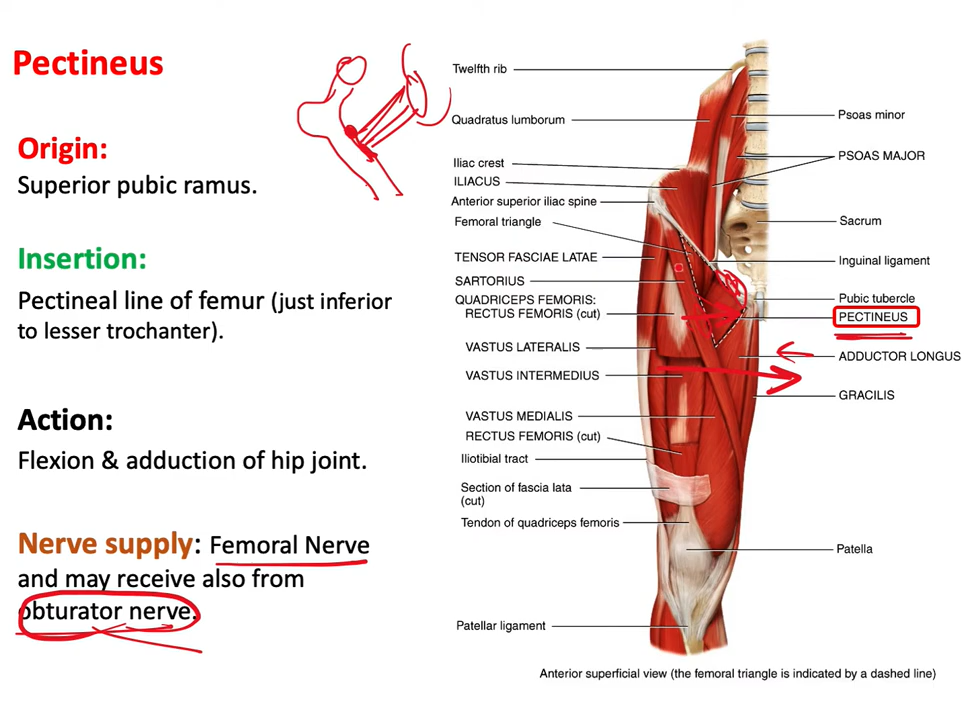 Pectineus
Origin:
Superior pubic ramus.
Insertion:
Pectineal line of femur (just inferior
to lesser trochanter).
Action:
Flexion & adduction of hip joint.
Nerve supply: Femoral Nerve
and may receive also from
obturator nerve.
Twelfth rib
Quadratus lumborum
Iliac crest
ILIACUS
Anterior superior iliac spine
Femoral triangle
TENSOR FASCIAE LATAE
SARTORIUS
QUADRICEPS FEMORIS:
RECTUS FEMORIS (cut)
VASTUS LATERALIS
VASTUS INTERMEDIUS
VASTUS MEDIALIS
RECTUS FEMORIS (cut)
Iliotibial tract
Section of fascia lata
(cut)
Tendon of quadriceps femoris
Patellar ligament
Psoas minor
PSOAS MAJOR
Sacrum
Inguinal ligament
Pubic tubercle
PECTINEUS
ADDUCTOR LONGUS
GRACILIS
Patella
Anterior superficial view (the femoral triangle is indicated by a dashed line)